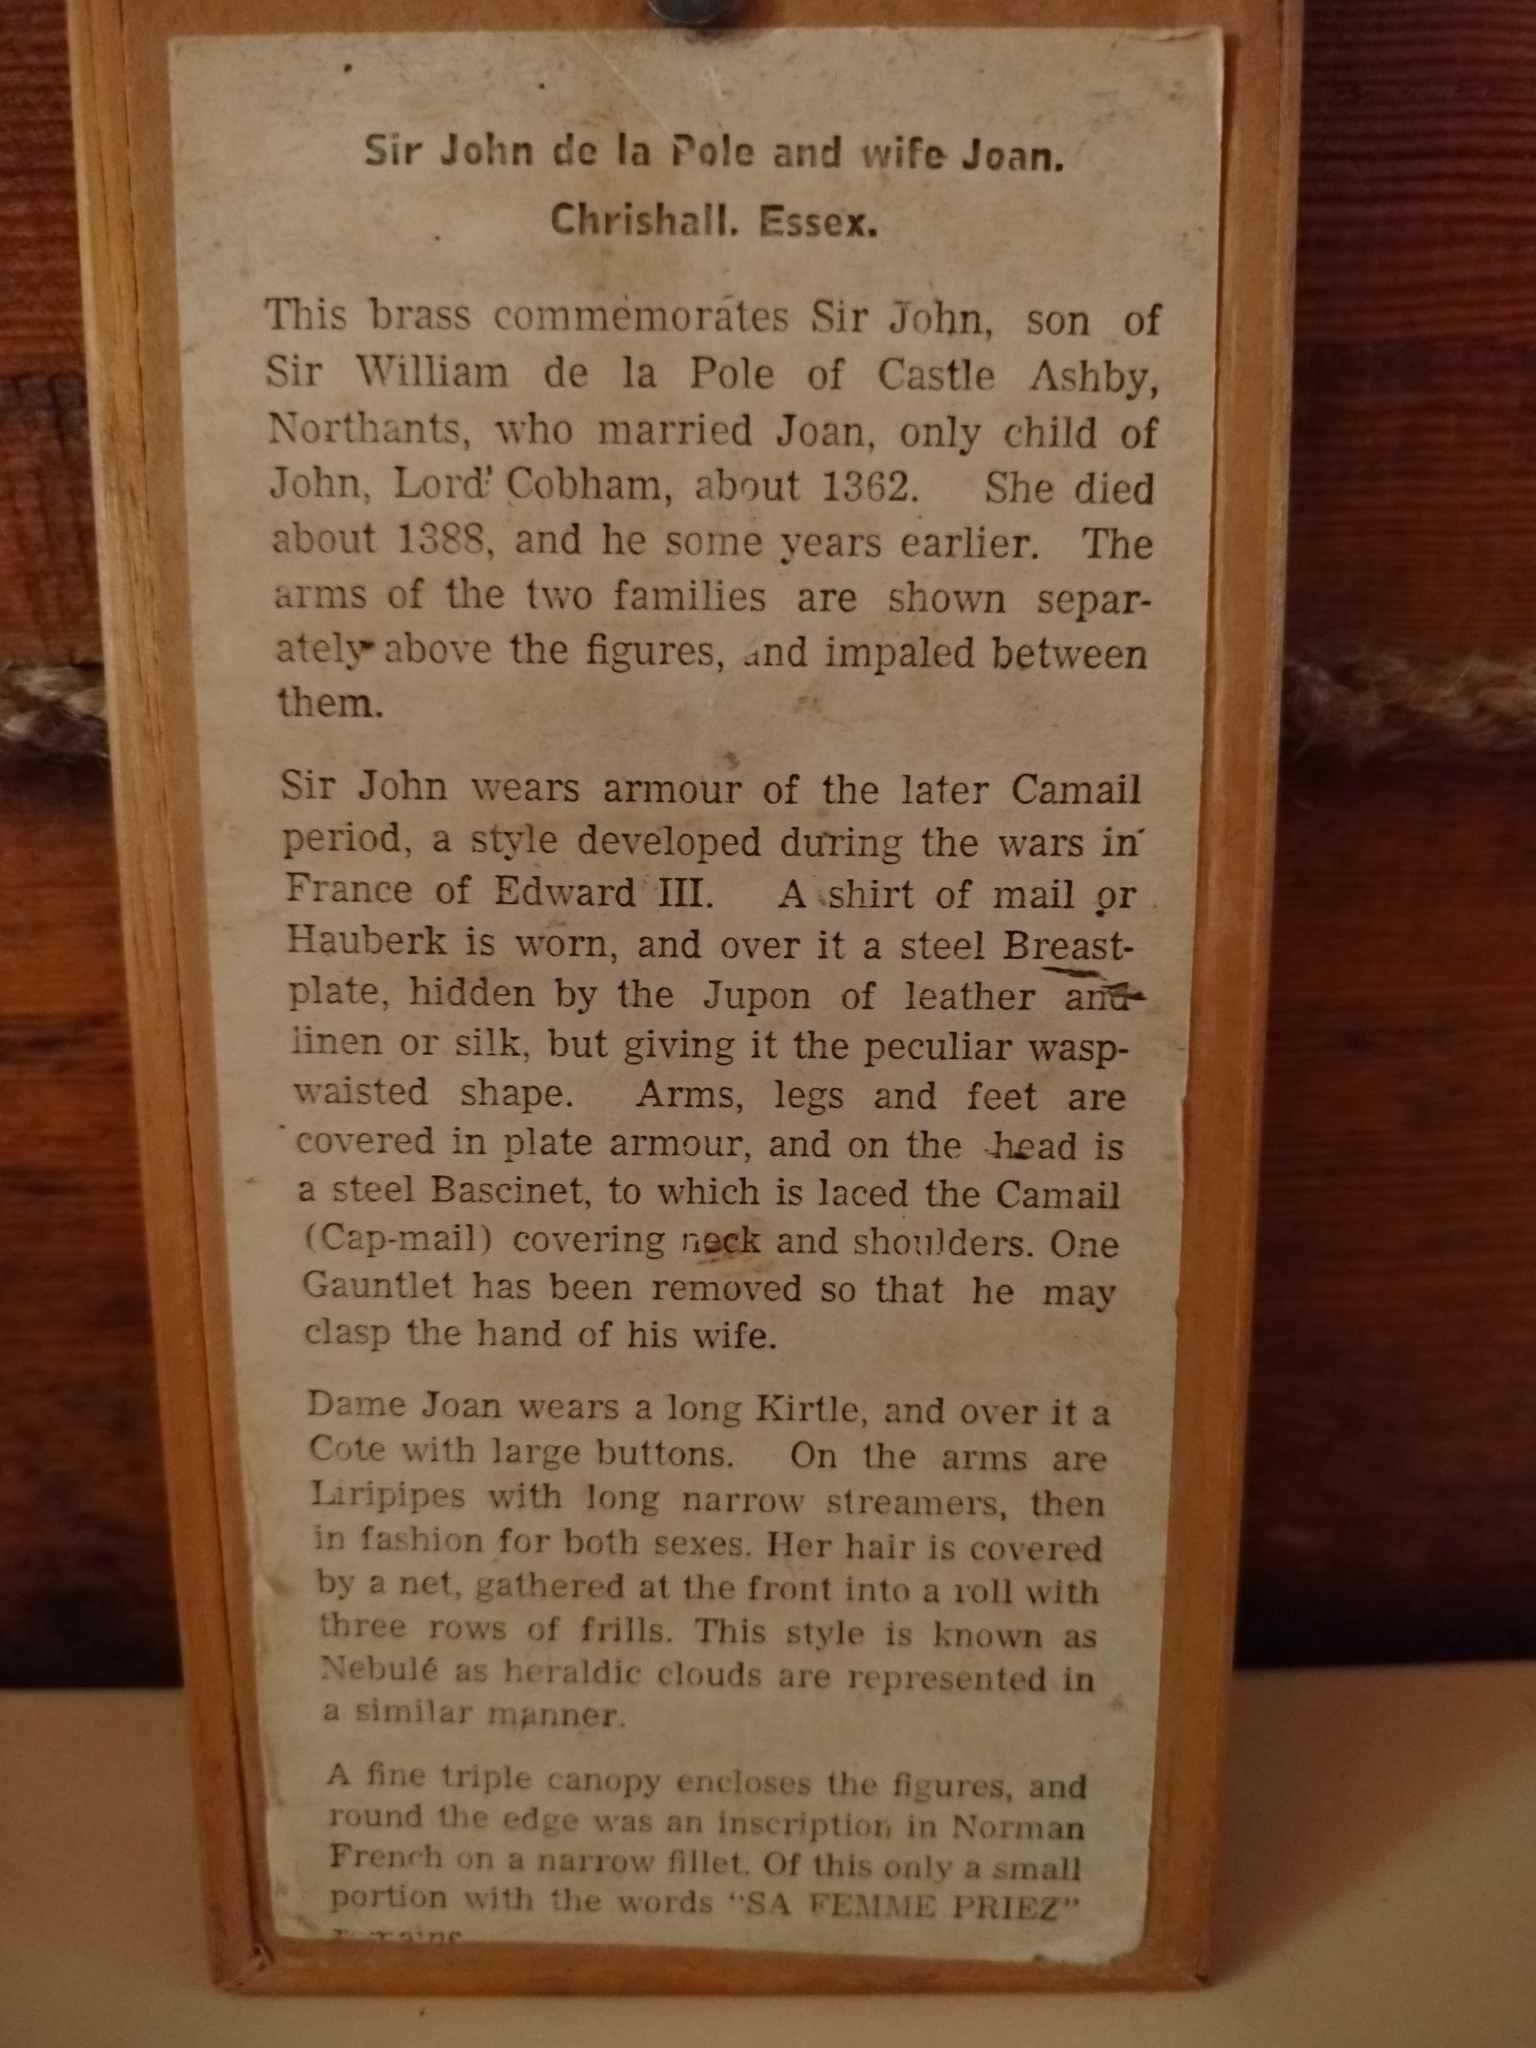 Sir John de la Pole and wife Joan.
Chrishall. Essex.
This brass commemorates Sir John, son of
Sir William de la Pole of Castle Ashby,
Northants, who married Joan, only child of
John, Lord Cobham, about 1362. She died
about 1388, and he some years earlier. The
arms of the two families are shown separ-
ately above the figures, and impaled between
them.
Sir John wears armour of the later Camail
period, a style developed during the wars in
France of Edward III. A shirt of mail or
Hauberk is worn, and over it a steel Breast-
plate, hidden by the Jupon of leather and
linen or silk, but giving it the peculiar wasp-
waisted shape. Arms, legs and feet are
covered in plate armour, and on the head is
a steel Bascinet, to which is laced the Camail
(Cap-mail) covering neck and shoulders. One
Gauntlet has been removed so that he may
clasp the hand of his wife.
Dame Joan wears a long Kirtle, and over it a
Cote with large buttons. On the arms are
Liripipes with long narrow streamers, then
in fashion for both sexes. Her hair is covered
by a net, gathered at the front into a roll with
three rows of frills. This style is known as
Nebulé as heraldic clouds are represented in
a similar manner.
A fine triple canopy encloses the figures, and
round the edge was an inscription in Norman
French on a narrow fillet. Of this only a small
portion with the words "SA FEMME PRIEZ"